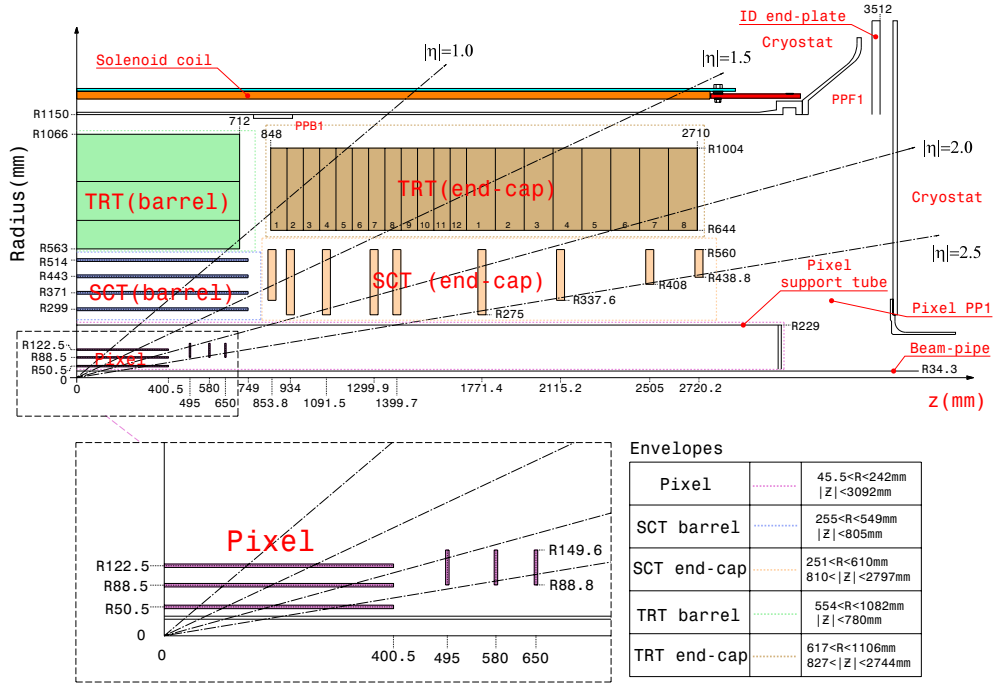 ID end-plate
3512
Cryostat
|η|=1.0
|η|=1.5
Solenoid coil
PPF1
R1150
712
PPB1
848
2710
R1066
R1004
|η|=2.0
TRT(barrel)
TRT(end-cap)
Cryostat
1 2 3 4 5 6 7 8 9 10 11 12 1 2 3 4 5 6 7 8
R644
R563
R560
|η|=2.5
R514
R443
SCT (end-cap)
R438.8
Pixel
support tube
R408
R371
SCT(barrel)
R337.6
R299
R275
Pixel PP1
R229
R122.5
R88.5
Pixel
R50.5
Beam-pipe
R34.3
0
0
400.5
580
749
934
1299.9
1771.4
2115.2
2505
2720.2
495
650
853.8
1091.5
1399.7
z(mm)
Radius(mm)
Pixel
R149.6
R122.5
R88.5
R88.8
R50.5
0
0
400.5
495
580
650
Envelopes
Pixel
45.5<R<242mm
|Z|<3092mm
SCT barrel
255<R<549mm
|Z|<805mm
SCT end-cap
251<R<610mm
810<|Z|<2797mm
TRT barrel
554<R<1082mm
|Z|<780mm
TRT end-cap
617<R<1106mm
827<|Z|<2744mm